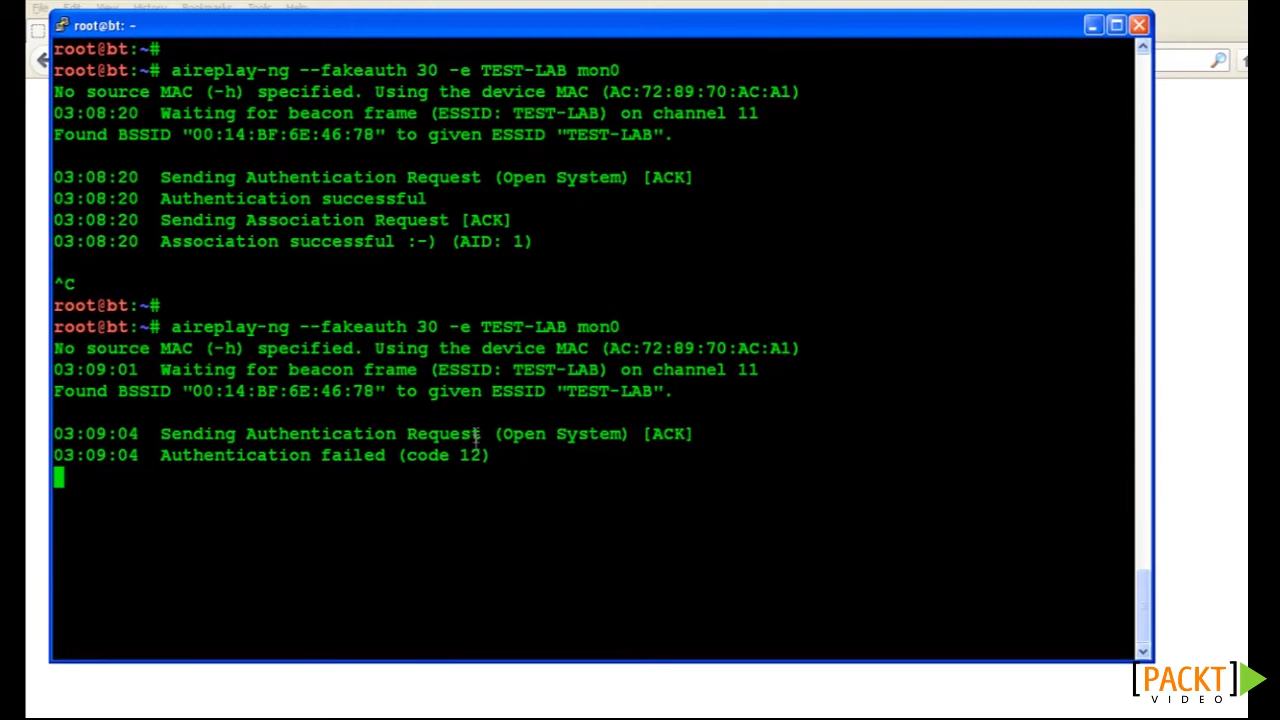 File Edit View History Bookmarks Tools Help
root@bt: ~
root@bt:~#
root@bt:~# aireplay-ng --fakeauth 30 -e TEST-LAB mon0
No source MAC (-h) specified. Using the device MAC (AC:72:89:70:AC:A1)
03:08:20  Waiting for beacon frame (ESSID: TEST-LAB) on channel 11
Found BSSID "00:14:BF:6E:46:78" to given ESSID "TEST-LAB".
03:08:20  Sending Authentication Request (Open System) [ACK]
03:08:20  Authentication successful
03:08:20  Sending Association Request [ACK]
03:08:20  Association successful :-) (AID: 1)
^C
root@bt:~#
root@bt:~# aireplay-ng --fakeauth 30 -e TEST-LAB mon0
No source MAC (-h) specified. Using the device MAC (AC:72:89:70:AC:A1)
03:09:01  Waiting for beacon frame (ESSID: TEST-LAB) on channel 11
Found BSSID "00:14:BF:6E:46:78" to given ESSID "TEST-LAB".
03:09:04  Sending Authentication Request (Open System) [ACK]
03:09:04  Authentication failed (code 12)
[PACKT]
VIDEO